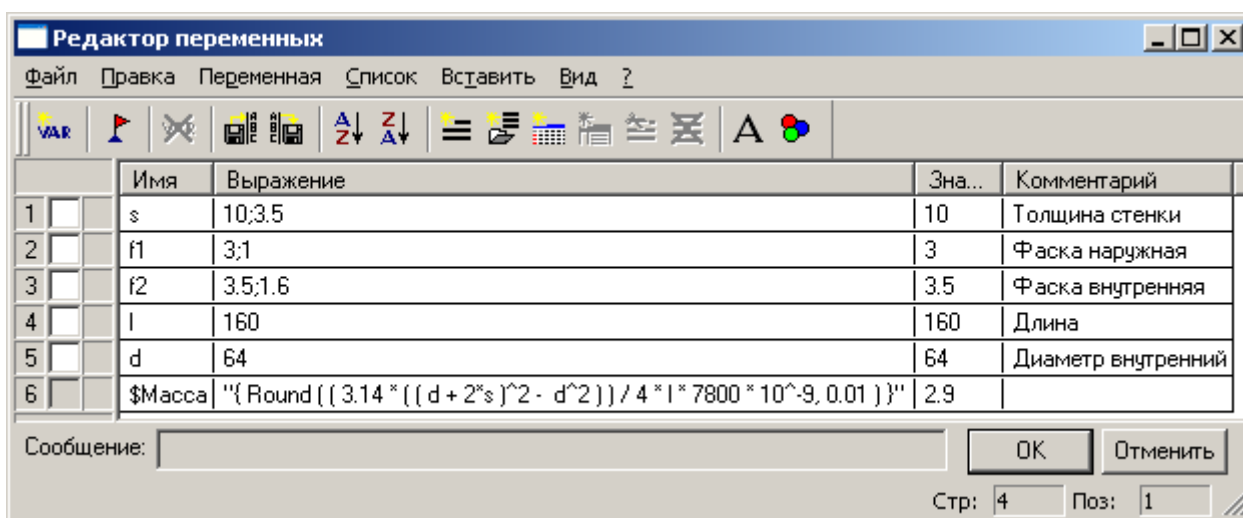 Редактор переменных
Файл Правка Переменная Список Вставить Вид ?
VAR A Z Z A A
Имя Выражение Зна... Комментарий
1 s 10;3.5 10 Толщина стенки
2 f1 3;1 3 Фаска наружная
3 f2 3.5;1.6 3.5 Фаска внутренняя
4 l 160 160 Длина
5 d 64 64 Диаметр внутренний
6 $Масса "{ Round ( ( 3.14 * ( ( d + 2*s )^2 - d^2 ) ) / 4 * l * 7800 * 10^-9, 0.01 ) }" 2.9
Сообщение: OK Отменить
Стр: 4 Поз: 1